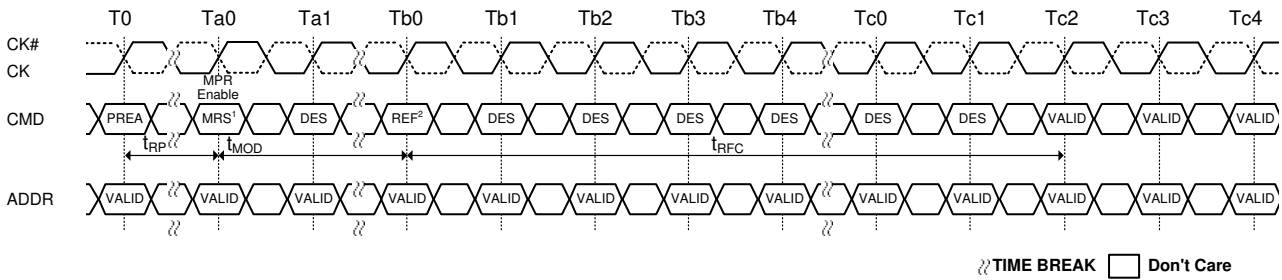 T0 Ta0 Ta1 Tb0 Tb1 Tb2 Tb3 Tb4 Tc0 Tc1 Tc2 Tc3 Tc4
CK#
CK
MPR
Enable
CMD PREA MRS¹ DES REF² DES DES DES DES DES DES VALID VALID VALID
tRP tMOD tRFC
ADDR VALID VALID VALID VALID VALID VALID VALID VALID VALID VALID VALID VALID VALID
TIME BREAK Don't Care